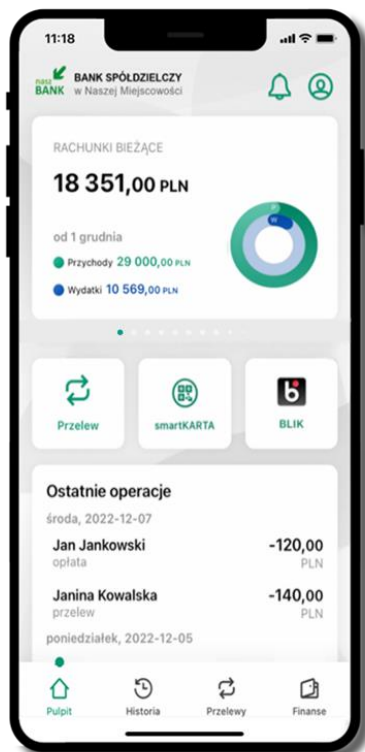 11:18
nasz BANK
BANK SPÓŁDZIELCZY
w Naszej Miejscowości
RACHUNKI BIEŻĄCE
18 351,00 PLN
od 1 grudnia
Przychody 29 000,00 PLN
Wydatki 10 569,00 PLN
P
W
Przelew
smartKARTA
b
BLIK
Ostatnie operacje
środa, 2022-12-07
Jan Jankowski -120,00
opłata PLN
Janina Kowalska -140,00
przelew PLN
poniedziałek, 2022-12-05
Pulpit Historia Przelewy Finanse